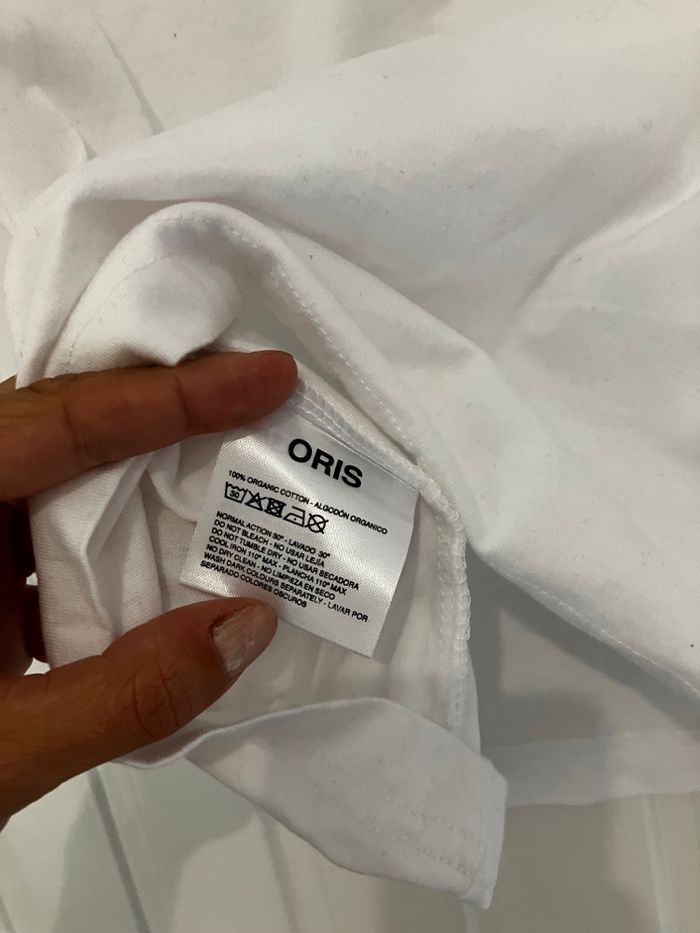 ORIS
100% ORGANIC COTTON - ALGODÓN ORGANICO
30
NORMAL ACTION 30° - LAVADO 30°
DO NOT BLEACH - NO USAR LEJÍA
DO NOT TUMBLE DRY - NO USAR SECADORA
COOL IRON 110° MAX - PLANCHA 110° MAX
NO DRY CLEAN - NO LIMPIEZA EN SECO
WASH DARK COLOURS SEPARATELY - LAVAR POR
SEPARADO COLORES OSCUROS